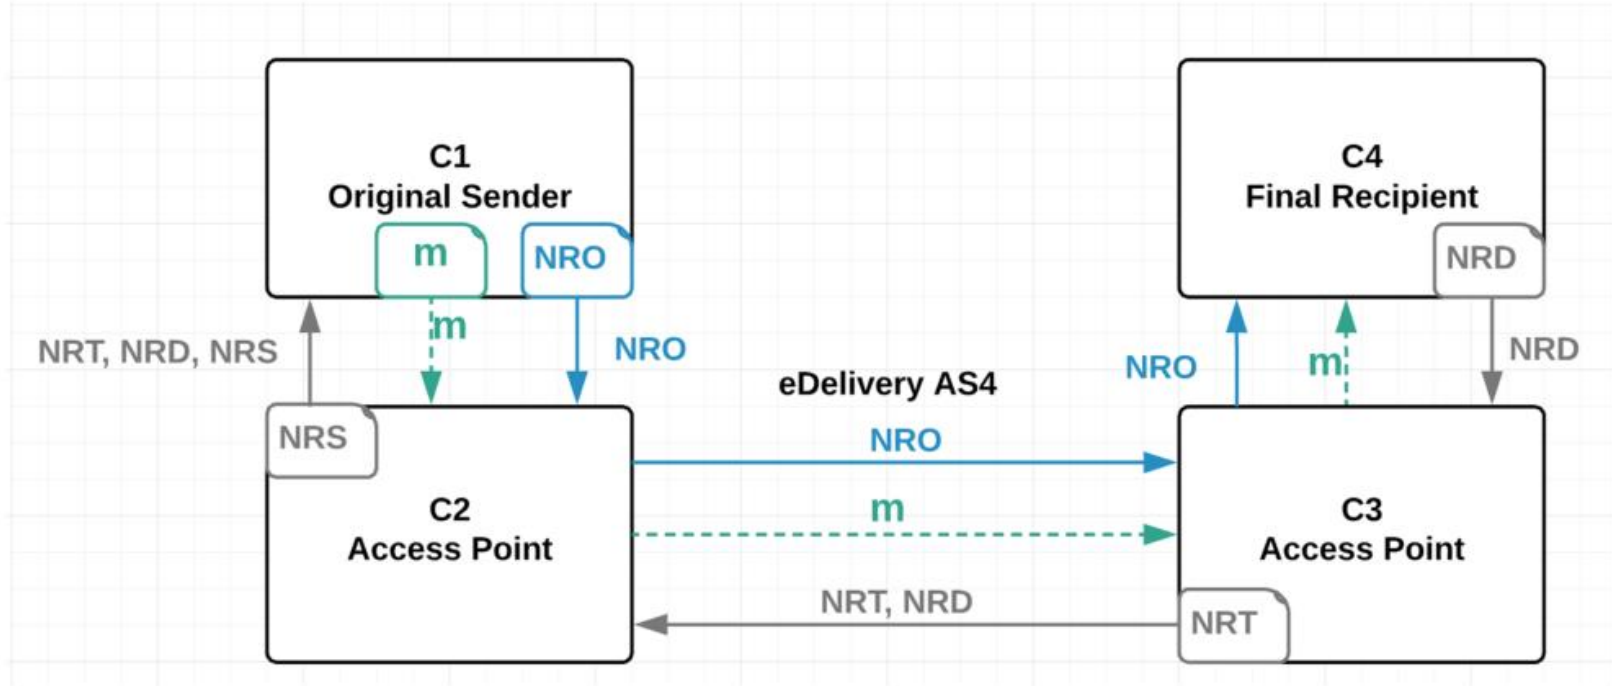 C1
Original Sender
m
NRO
C4
Final Recipient
NRD
NRT, NRD, NRS
m
NRO
NRO
m
NRD
eDelivery AS4
NRS
C2
Access Point
NRO
m
NRT, NRD
C3
Access Point
NRT